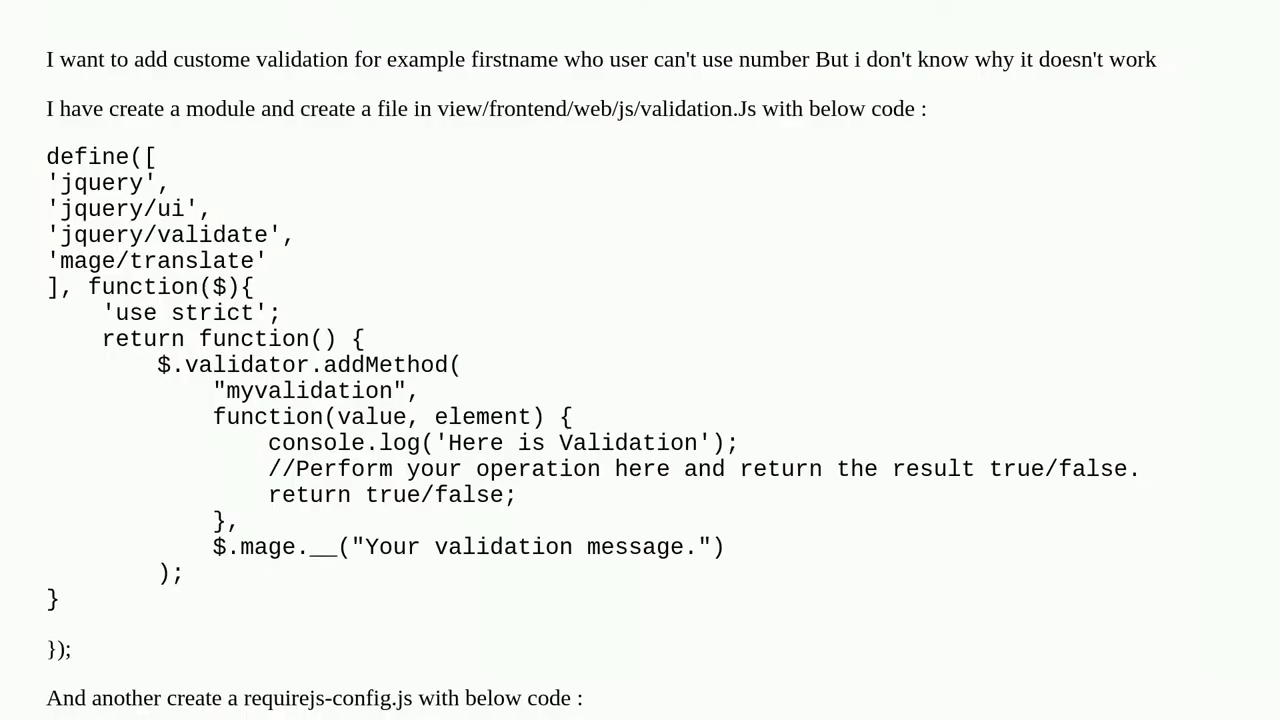 I want to add custome validation for example firstname who user can't use number But i don't know why it doesn't work
I have create a module and create a file in view/frontend/web/js/validation.Js with below code :
define([
'jquery',
'jquery/ui',
'jquery/validate',
'mage/translate'
], function($){
    'use strict';
    return function() {
        $.validator.addMethod(
            "myvalidation",
            function(value, element) {
                console.log('Here is Validation');
                //Perform your operation here and return the result true/false.
                return true/false;
            },
            $.mage.__("Your validation message.")
        );
}
});
And another create a requirejs-config.js with below code :